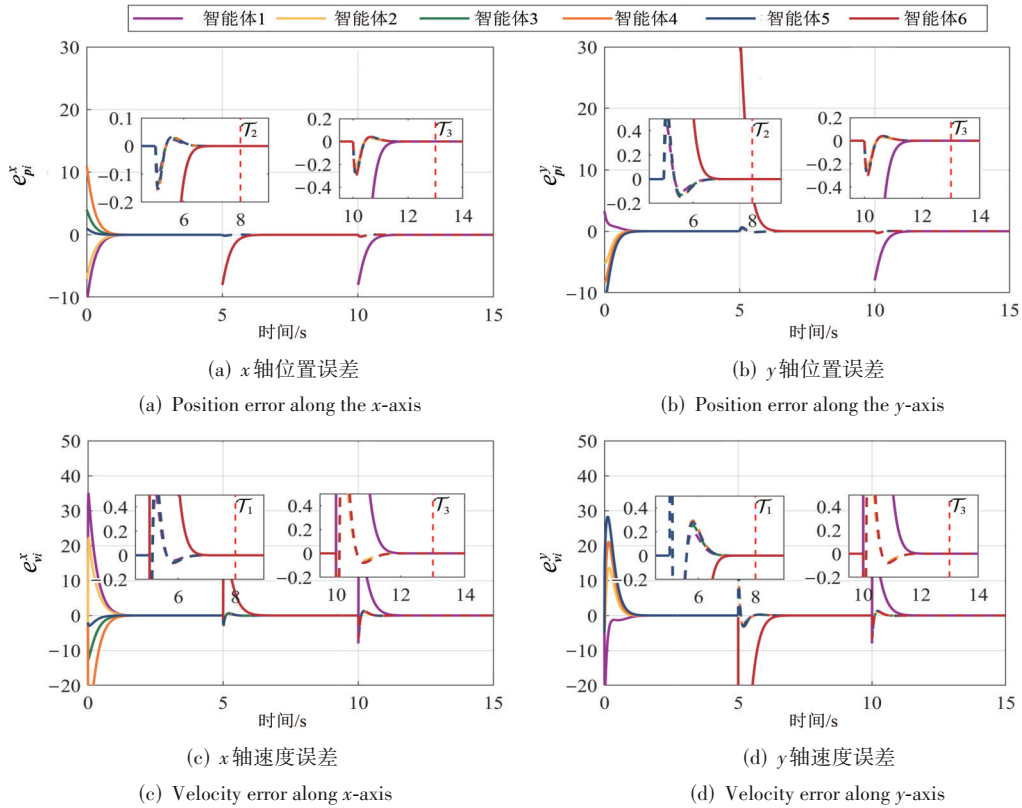 智能体1 智能体2 智能体3 智能体4 智能体5 智能体6
30
20
10
0
−10
e_{pi}^{x}
0.1
0
−0.1
−0.2
𝒯₂
6 8
0.2
0
−0.2
−0.4
𝒯₃
10 12 14
0 5 10 15
时间/s
(a) x轴位置误差
(a) Position error along the x-axis
30
20
10
0
−10
e_{pi}^{y}
0.4
0.2
0
−0.2
𝒯₂
6 8
0.2
0
−0.2
−0.4
𝒯₃
10 12 14
0 5 10 15
时间/s
(b) y轴位置误差
(b) Position error along the y-axis
50
40
30
20
10
0
−10
−20
e_{vi}^{x}
0.4
0.2
0
−0.2
𝒯₁
6 8
0.4
0.2
0
−0.2
𝒯₃
10 12 14
0 5 10 15
时间/s
(c) x轴速度误差
(c) Velocity error along x-axis
50
40
30
20
10
0
−10
−20
e_{vi}^{y}
0.4
0.2
0
−0.2
𝒯₁
6 8
0.4
0.2
0
−0.2
𝒯₃
10 12 14
0 5 10 15
时间/s
(d) y轴速度误差
(d) Velocity error along y-axis